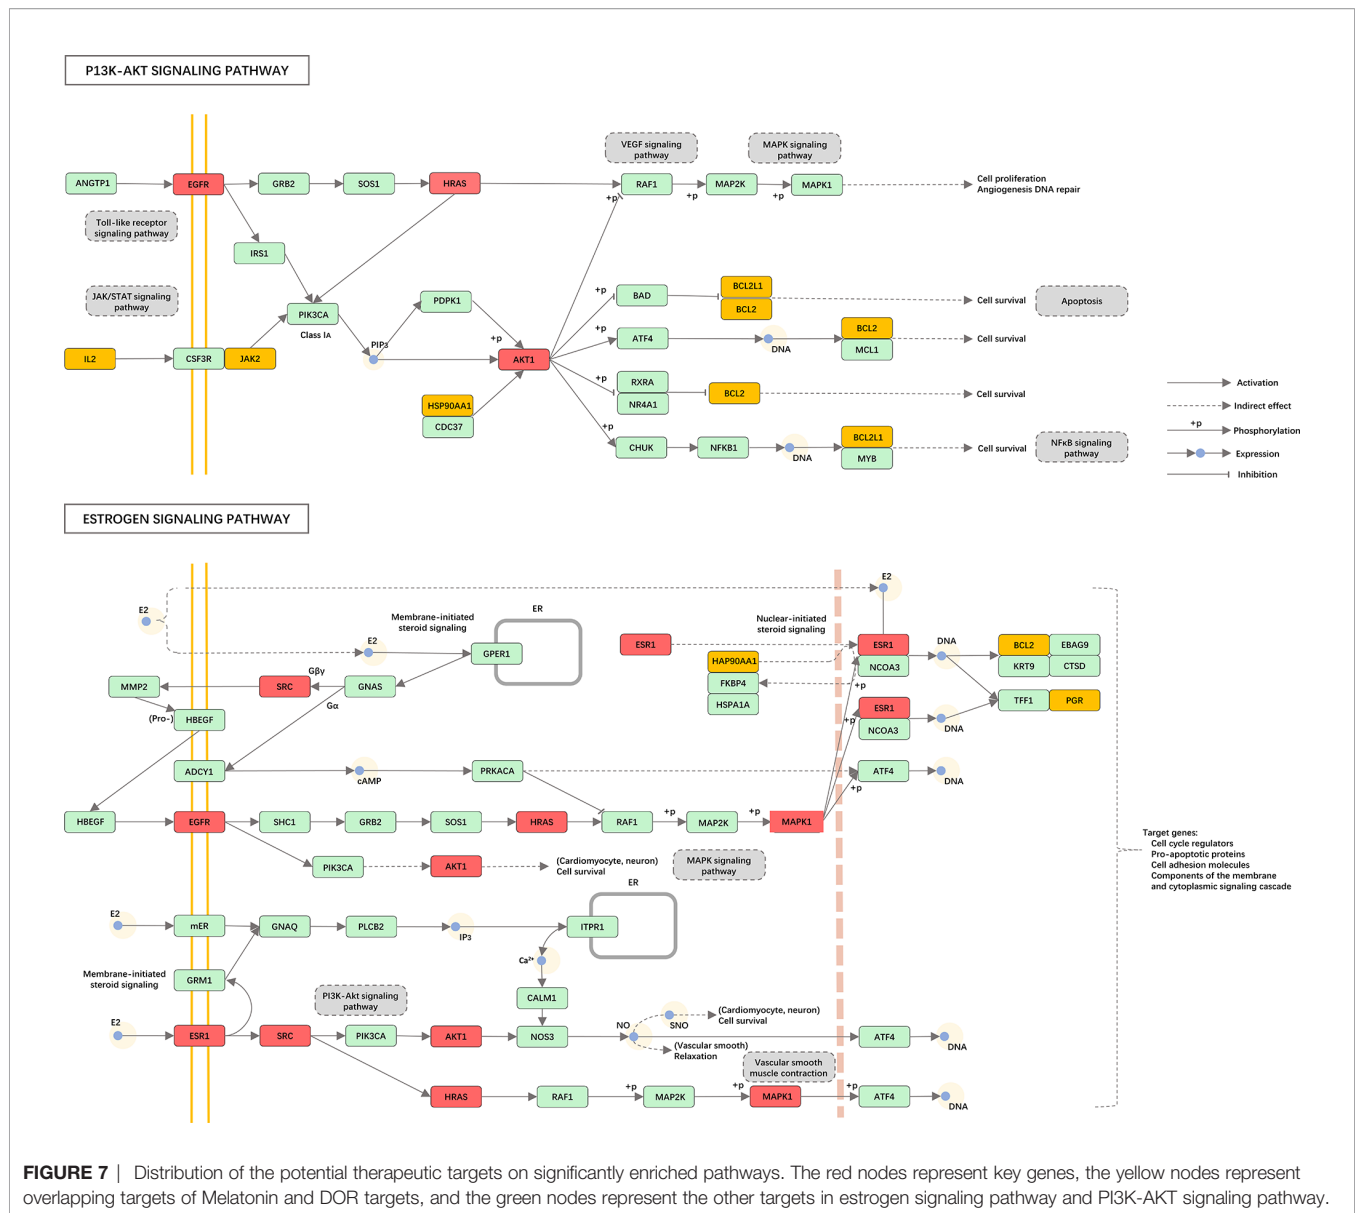 P13K-AKT SIGNALING PATHWAY
VEGF signaling
pathway
MAPK signaling
pathway
ANGTP1
EGFR
GRB2
SOS1
HRAS
RAF1
MAP2K
MAPK1
+p
+p
+p
Cell proliferation
Angiogenesis DNA repair
Toll-like receptor
signaling pathway
IRS1
JAK/STAT signaling
pathway
PIK3CA
Class IA
PDPK1
PIP3
+p
IL2
CSF3R
JAK2
AKT1
HSP90AA1
CDC37
+p
BAD
BCL2L1
BCL2
Cell survival
Apoptosis
+p
ATF4
DNA
BCL2
MCL1
Cell survival
+p
RXRA
NR4A1
BCL2
Cell survival
+p
CHUK
NFKB1
DNA
BCL2L1
MYB
Cell survival
NFκB signaling
pathway
Activation
Indirect effect
+p
Phosphorylation
Expression
Inhibition
ESTROGEN SIGNALING PATHWAY
E2
E2
Membrane-initiated
steroid signaling
ER
GPER1
E2
Nuclear-initiated
steroid signaling
ESR1
HAP90AA1
FKBP4
HSPA1A
ESR1
NCOA3
+p
DNA
BCL2
EBAG9
KRT9
CTSD
TFF1
PGR
+p
ESR1
NCOA3
DNA
MMP2
SRC
Gβγ
GNAS
Gα
(Pro-)
HBEGF
ADCY1
cAMP
PRKACA
ATF4
+p
DNA
HBEGF
EGFR
SHC1
GRB2
SOS1
HRAS
RAF1
+p
MAP2K
+p
MAPK1
PIK3CA
AKT1
(Cardiomyocyte, neuron)
Cell survival
MAPK signaling
pathway
Target genes:
Cell cycle regulators
Pro-apoptotic proteins
Cell adhesion molecules
Components of the membrane
and cytoplasmic signaling cascade
ER
E2
mER
GNAQ
PLCB2
IP3
ITPR1
Ca²⁺
Membrane-initiated
steroid signaling
GRM1
PI3K-Akt signaling
pathway
CALM1
E2
ESR1
SRC
PIK3CA
AKT1
NOS3
NO
SNO
(Cardiomyocyte, neuron)
Cell survival
(Vascular smooth)
Relaxation
ATF4
DNA
Vascular smooth
muscle contraction
HRAS
RAF1
+p
MAP2K
+p
MAPK1
+p
ATF4
DNA
FIGURE 7 | Distribution of the potential therapeutic targets on significantly enriched pathways. The red nodes represent key genes, the yellow nodes represent
overlapping targets of Melatonin and DOR targets, and the green nodes represent the other targets in estrogen signaling pathway and PI3K-AKT signaling pathway.